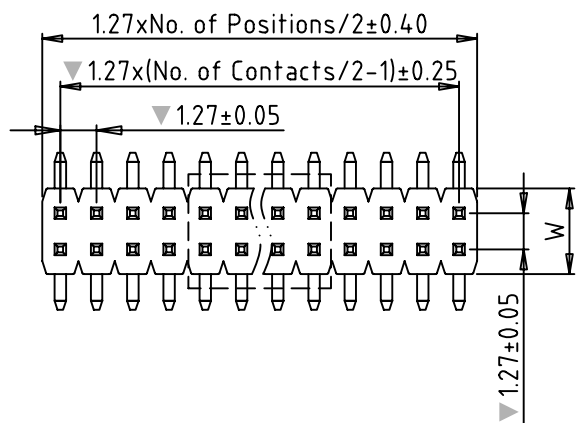 1.27xNo. of Positions/2±0.40
▼ 1.27x(No. of Contacts/2-1)±0.25
▼ 1.27±0.05
W
▼ 1.27±0.05